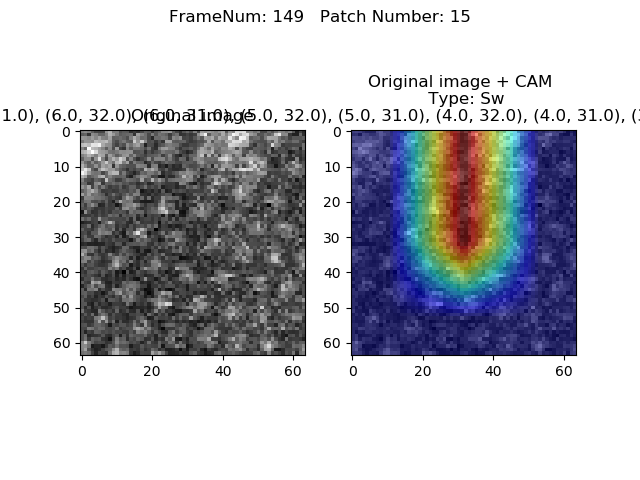 FrameNum: 149   Patch Number: 15
Original image + CAM
Type: Sw
1.0), (6.0, 32.0), (6.0, 31.0), (5.0, 32.0), (5.0, 31.0), (4.0, 32.0), (4.0, 31.0), (3
Original image
0
10
20
30
40
50
60
0 20 40 60
0
10
20
30
40
50
60
0 20 40 60